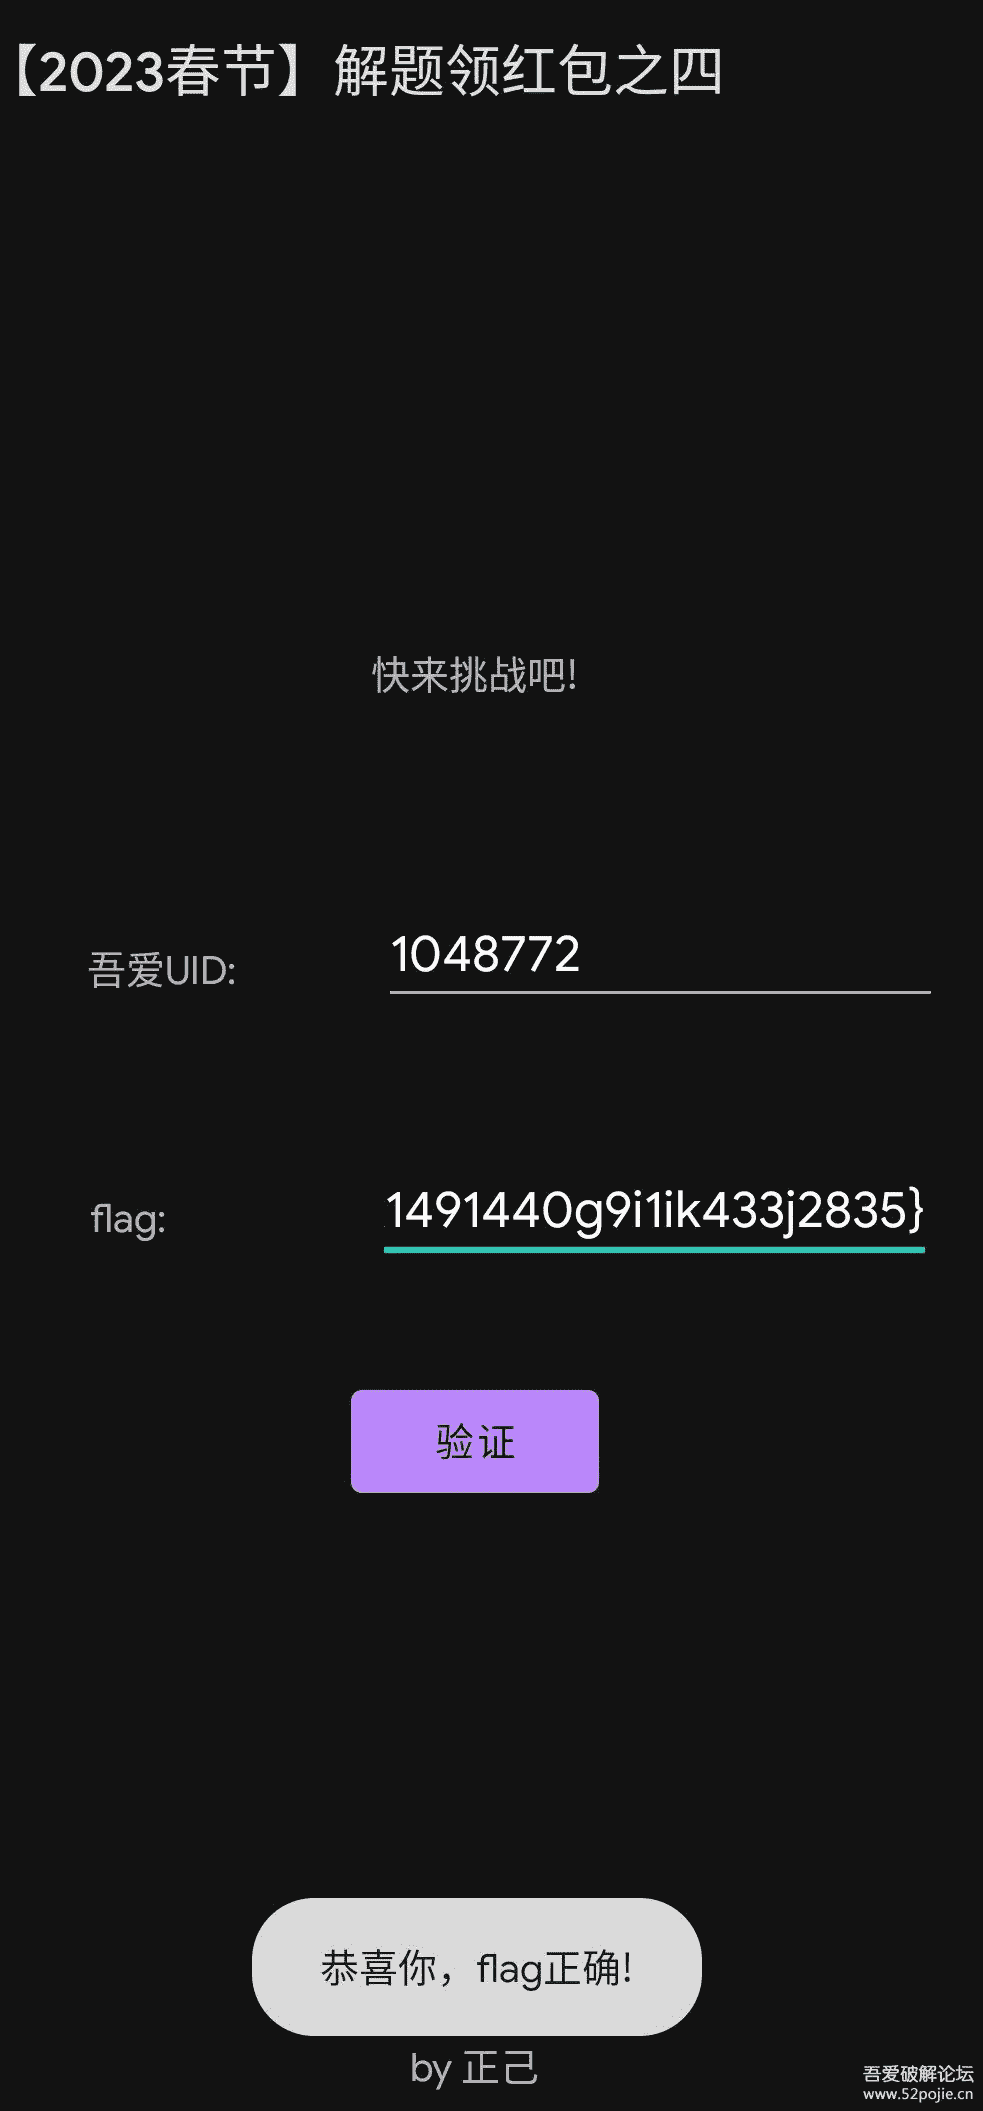 【2023春节】解题领红包之四
快来挑战吧!
吾爱UID:
1048772
flag:
1491440g9i1ik433j2835}
验证
恭喜你，flag正确!
by 正己
吾爱破解论坛
www.52pojie.cn